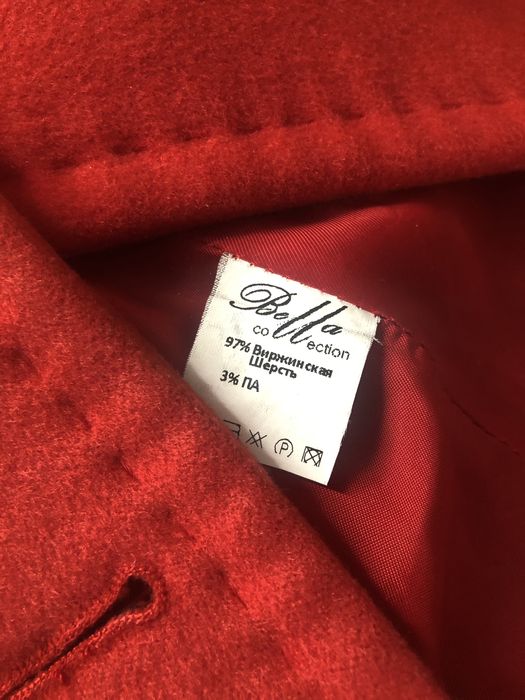 Bella
collection
97% Виржинская
Шерсть
3% ПА
P